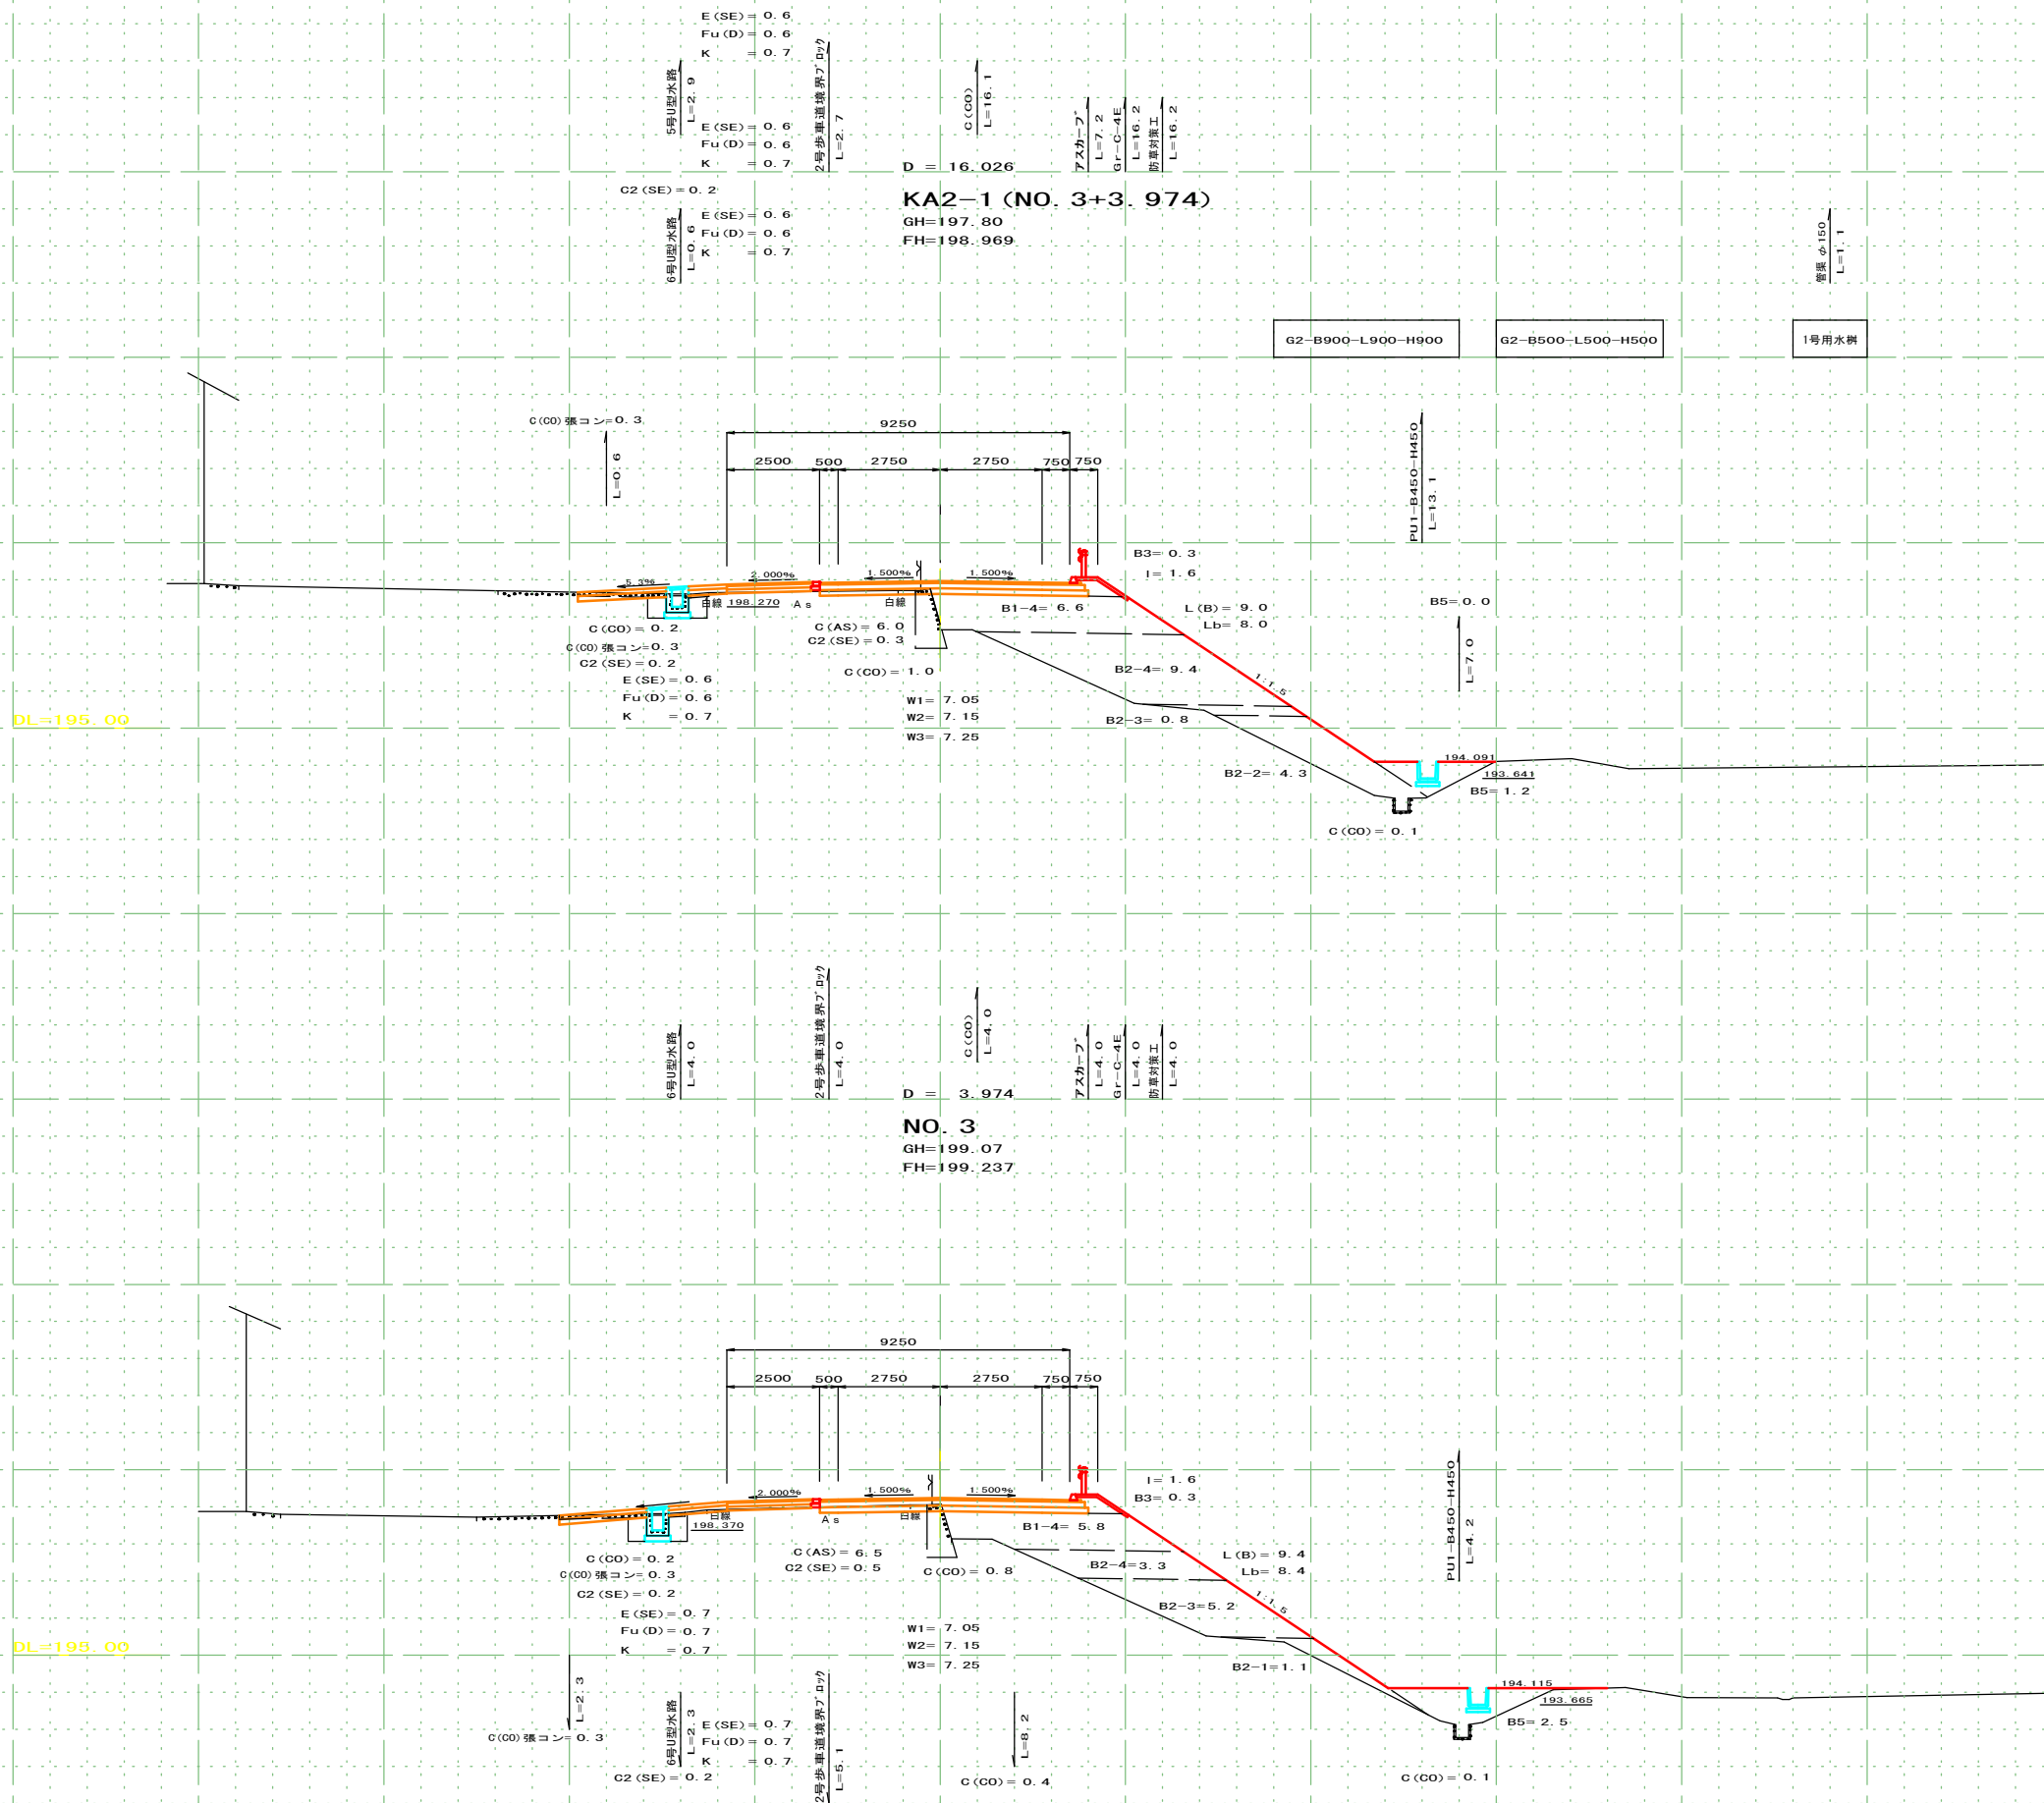 E(SE)= 0. 6
Fu(D)= 0. 6
K = 0. 7
5号U型水路
L=2. 9
2号歩車道境界ブロック
L=2. 7
C(CO)
L=16. 1
アスカーブ
L=7. 2
Gr-C-4E
L=16. 2
防草対策工
L=16. 2
E(SE)= 0. 6
Fu(D)= 0. 6
K = 0. 7
D = 16. 026
C2(SE)= 0. 2
KA2-1(NO. 3+3. 974)
GH=197. 80
FH=198. 969
6号U型水路
L=0. 6
E(SE)= 0. 6
Fu(D)= 0. 6
K = 0. 7
管渠 φ150
L=1. 1
G2-B900-L900-H900
G2-B500-L500-H500
1号用水桝
C(CO)張コン=0. 3
L=0. 6
9250
2500 500 2750 2750 750 750
PU1-B450-H450
L=13. 1
5.3%
2.000%
1.500%
1.500%
B3= 0. 3
I= 1. 6
白線
198. 270
As
白線
B1-4= 6. 6
L(B)= 9. 0
Lb= 8. 0
B5= 0. 0
L=7. 0
C(CO)= 0. 2
C(CO)張コン=0. 3
C2(SE)= 0. 2
C(AS)= 6. 0
C2(SE)= 0. 3
C(CO)= 1. 0
B2-4= 9. 4
1:1.5
E(SE)= 0. 6
Fu(D)= 0. 6
K = 0. 7
W1= 7. 05
W2= 7. 15
W3= 7. 25
B2-3= 0. 8
DL=195. 00
B2-2= 4. 3
194. 091
193. 641
B5= 1. 2
C(CO)= 0. 1
6号U型水路
L=4. 0
2号歩車道境界ブロック
L=4. 0
C(CO)
L=4. 0
アスカーブ
L=4. 0
Gr-C-4E
L=4. 0
防草対策工
L=4. 0
D = 3. 974
NO. 3
GH=199. 07
FH=199. 237
9250
2500 500 2750 2750 750 750
PU1-B450-H450
L=4. 2
2.000%
1.500%
1.500%
I= 1. 6
B3= 0. 3
白線
198. 370
As
白線
B1-4= 5. 8
C(CO)= 0. 2
C(CO)張コン= 0. 3
C2(SE)= 0. 2
C(AS)= 6. 5
C2(SE)= 0. 5
C(CO)= 0. 8
B2-4=3. 3
L(B)= 9. 4
Lb= 8. 4
B2-3=5. 2
1:1.5
E(SE)= 0. 7
Fu(D)= 0. 7
K = 0. 7
W1= 7. 05
W2= 7. 15
W3= 7. 25
DL=195. 00
B2-1=1. 1
194. 115
193. 665
B5= 2. 5
L=2. 3
C(CO)張コン= 0. 3
6号U型水路
L=2. 3
E(SE)= 0. 7
Fu(D)= 0. 7
K = 0. 7
C2(SE)= 0. 2
2号歩車道境界ブロック
L=5. 1
L=8. 2
C(CO)= 0. 4
C(CO)= 0. 1